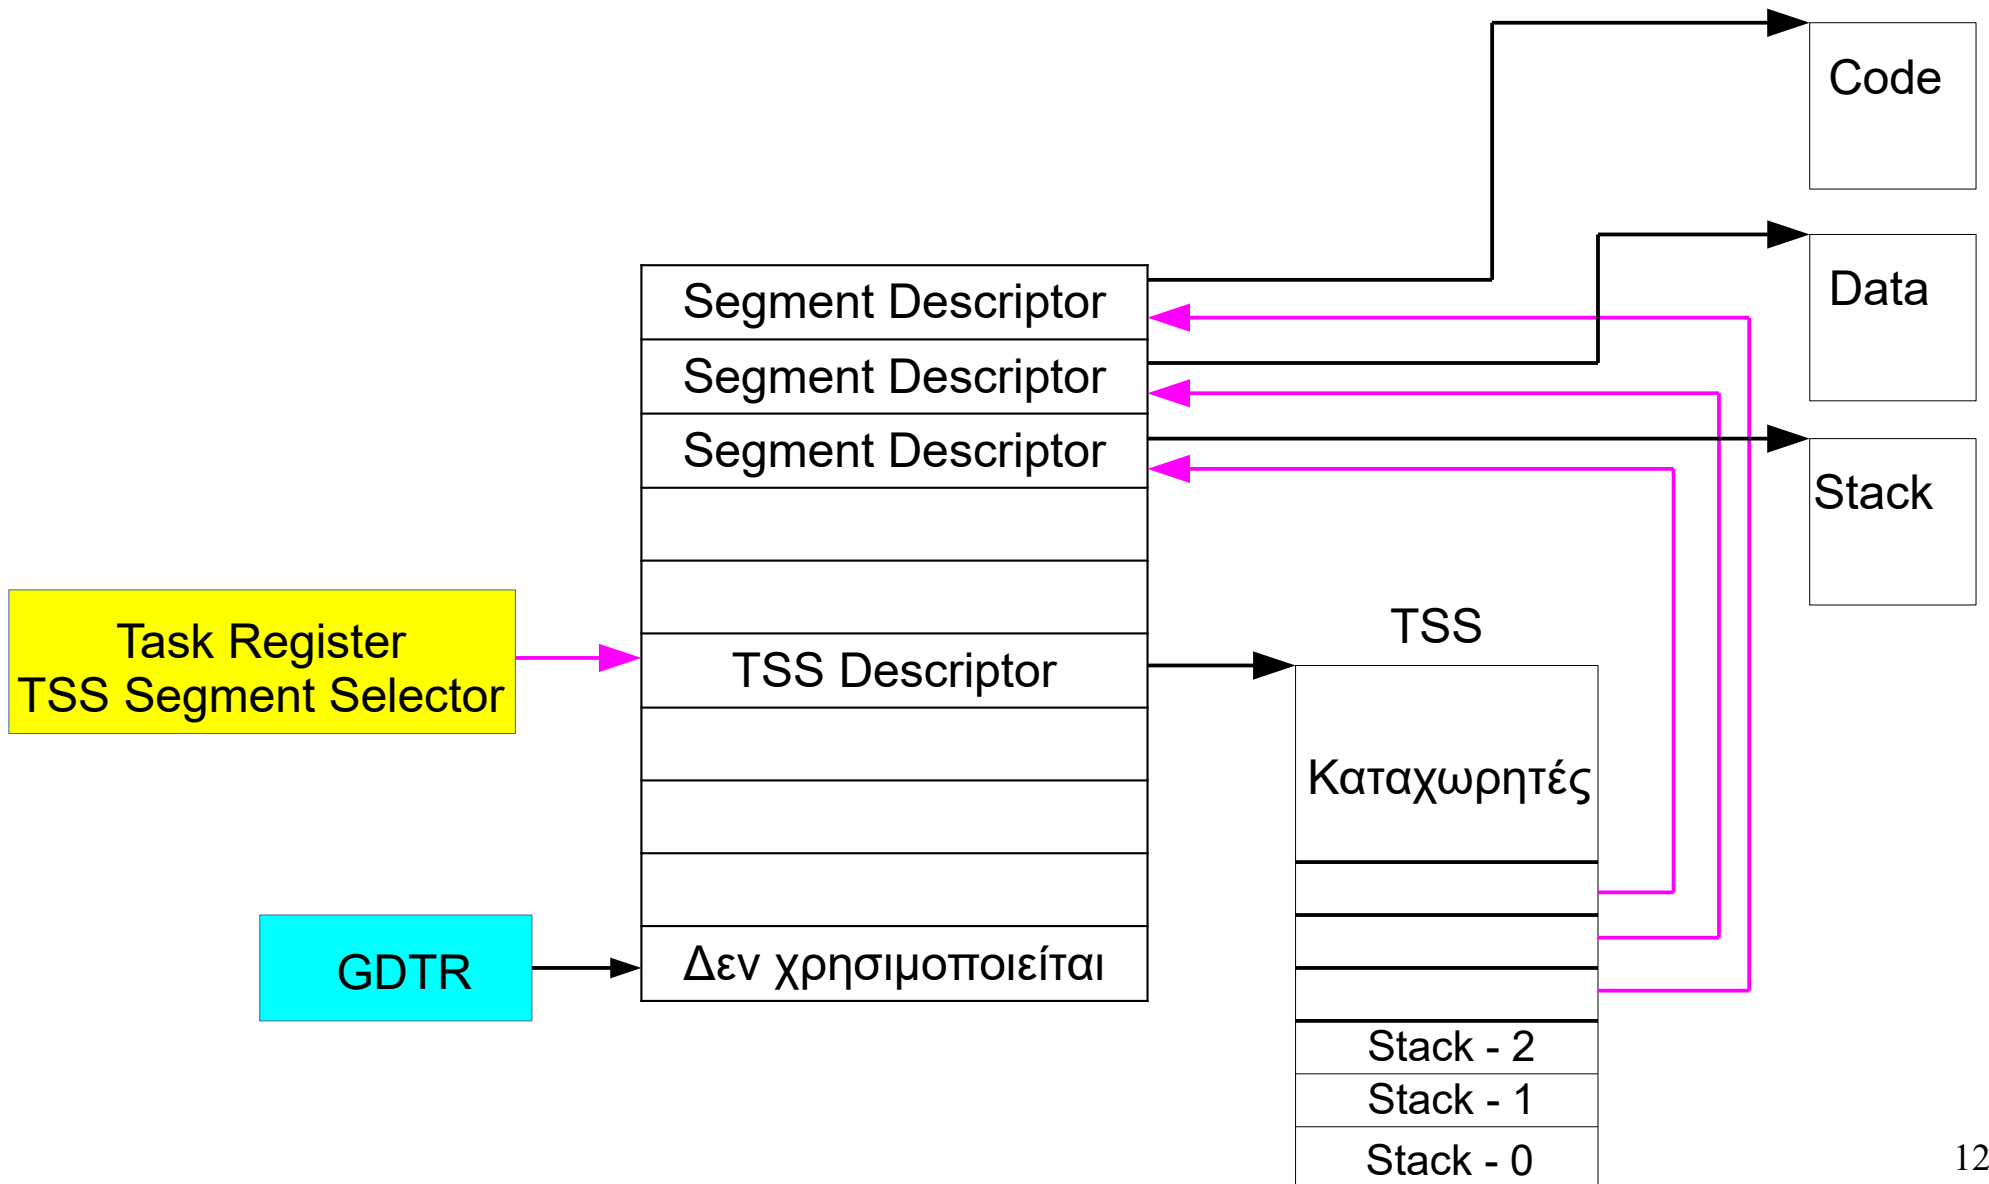 Code
Data
Stack
Segment Descriptor
Segment Descriptor
Segment Descriptor
Task Register
TSS Segment Selector
TSS Descriptor
TSS
Καταχωρητές
GDTR
Δεν χρησιμοποιείται
Stack - 2
Stack - 1
Stack - 0
12